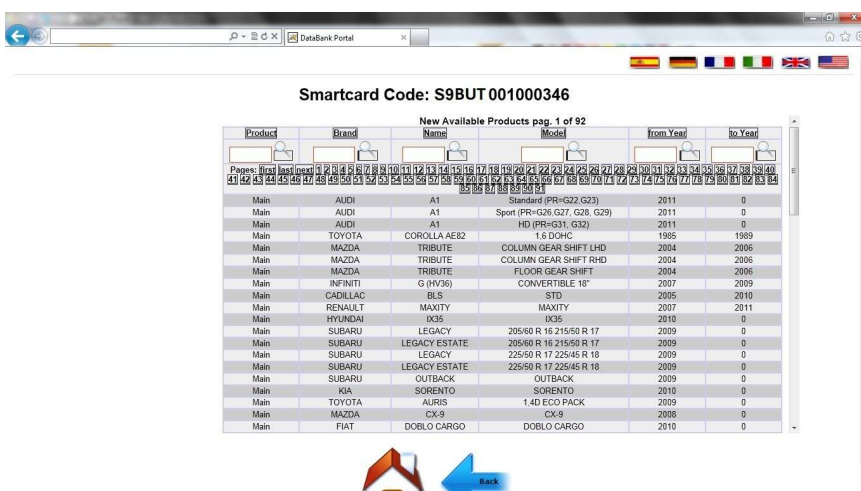 DataBank Portal
Smartcard Code: S9BUT 001000346
New Available Products pag. 1 of 92
Product Brand Name Model from Year to Year
Pages: first last next 1 2 3 4 5 6 7 8 9 10 11 12 13 14 15 16 17 18 19 20 21 22 23 24 25 26 27 28 29 30 31 32 33 34 35 36 37 38 39 40
41 42 43 44 45 46 47 48 49 50 51 52 53 54 55 56 57 58 59 60 61 62 63 64 65 66 67 68 69 70 71 72 73 74 75 76 77 78 79 80 81 82 83 84
85 86 87 88 89 90 91
Main AUDI A1 Standard (PR=G22,G23) 2011 0
Main AUDI A1 Sport (PR=G26,G27, G28, G29) 2011 0
Main AUDI A1 HD (PR=G31, G32) 2011 0
Main TOYOTA COROLLA AE82 1,6 DOHC 1985 1989
Main MAZDA TRIBUTE COLUMN GEAR SHIFT LHD 2004 2006
Main MAZDA TRIBUTE COLUMN GEAR SHIFT RHD 2004 2006
Main MAZDA TRIBUTE FLOOR GEAR SHIFT 2004 2006
Main INFINITI G (HV36) CONVERTIBLE 18" 2007 2009
Main CADILLAC BLS STD 2005 2010
Main RENAULT MAXITY MAXITY 2007 2011
Main HYUNDAI IX35 IX35 2010 0
Main SUBARU LEGACY 205/60 R 16 215/50 R 17 2009 0
Main SUBARU LEGACY ESTATE 205/60 R 16 215/50 R 17 2009 0
Main SUBARU LEGACY 225/50 R 17 225/45 R 18 2009 0
Main SUBARU LEGACY ESTATE 225/50 R 17 225/45 R 18 2009 0
Main SUBARU OUTBACK OUTBACK 2009 0
Main KIA SORENTO SORENTO 2010 0
Main TOYOTA AURIS 1,4D ECO PACK 2009 0
Main MAZDA CX-9 CX-9 2008 0
Main FIAT DOBLO CARGO DOBLO CARGO 2010 0
Back